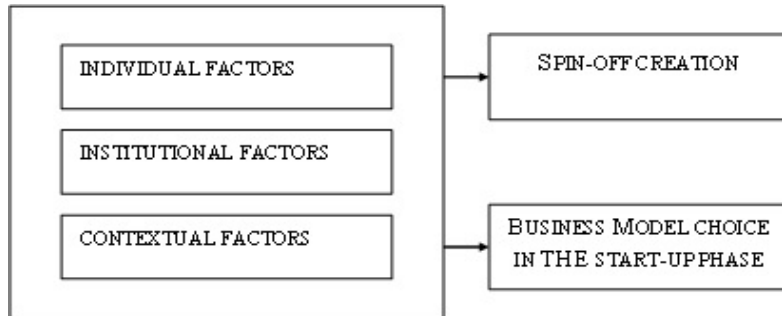 INDIVIDUAL FACTORS
INSTITUTIONAL FACTORS
CONTEXTUAL FACTORS
SPIN-OFF CREATION
BUSINESS MODEL CHOICE
IN THE START-UP PHASE